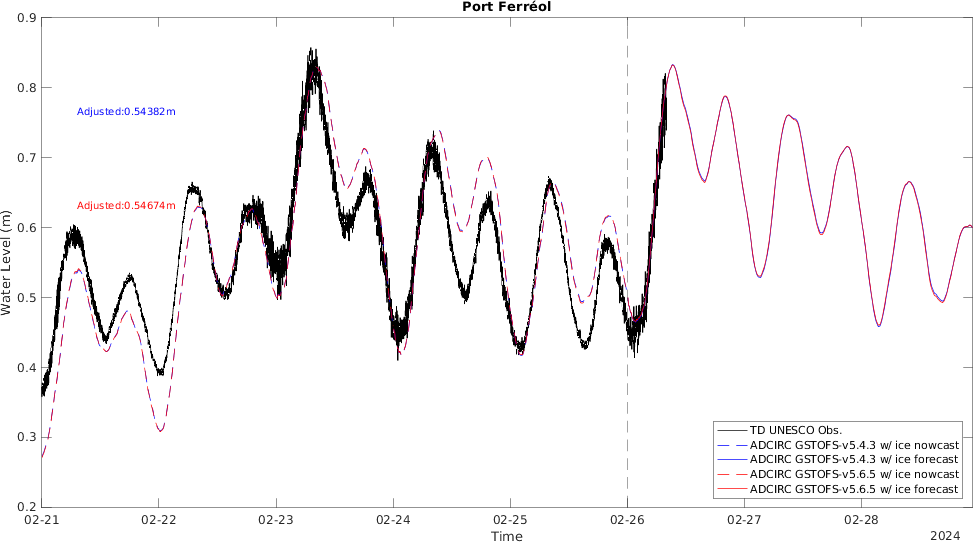 Port Ferréol
Water Level (m)
0.9
0.8
0.7
0.6
0.5
0.4
0.3
0.2
Adjusted:0.54382m
Adjusted:0.54674m
TD UNESCO Obs.
ADCIRC GSTOFS-v5.4.3 w/ ice nowcast
ADCIRC GSTOFS-v5.4.3 w/ ice forecast
ADCIRC GSTOFS-v5.6.5 w/ ice nowcast
ADCIRC GSTOFS-v5.6.5 w/ ice forecast
02-21 02-22 02-23 02-24 02-25 02-26 02-27 02-28
Time
2024